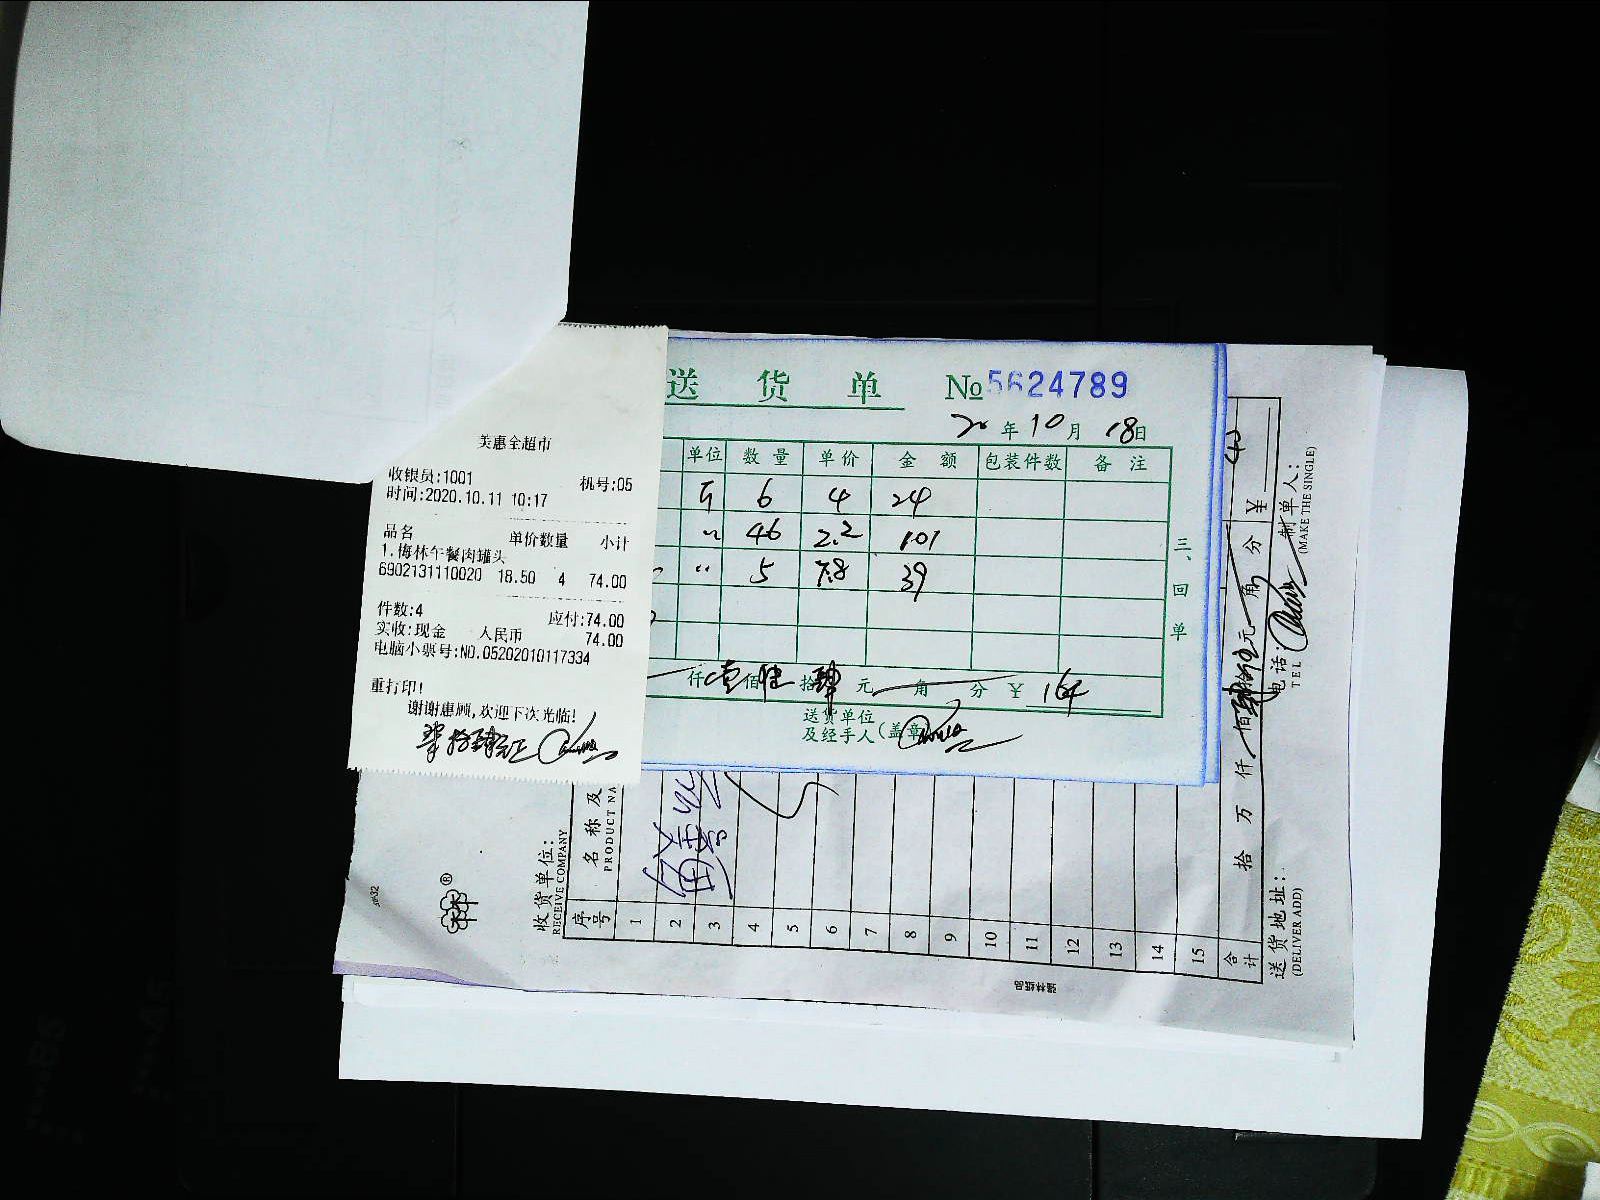 美惠全超市
收银员:1001 机号:05
时间:2020.10.11 10:17
品名 单价数量 小计
1.梅林午餐肉罐头
6902131110020 18.50 4 74.00
件数:4 应付:74.00
实收:现金 人民币 74.00
电脑小票号:NO.05202010117334
重打印!
谢谢惠顾,欢迎下次光临!
送货单 №5624789
20年10月18日
单位 数量 单价 金额 包装件数 备注
6 4 24
46 2.2 101
5 7.8 39
仟壹佰陆拾肆元 角 分 ¥ 164
送货单位
及经手人(盖章)
三、回单
收货单位:
RECEIVE COMPANY
序号 名称及
PRODUCT NA
1
2
3
4
5
6
7
8
9
10
11
12
13
14
15
合计 拾 万 仟 佰 元 角 分 ¥
送货地址:
(DELIVER ADD)
电话:
TEL
制单人:
(MAKE THE SINGLE)